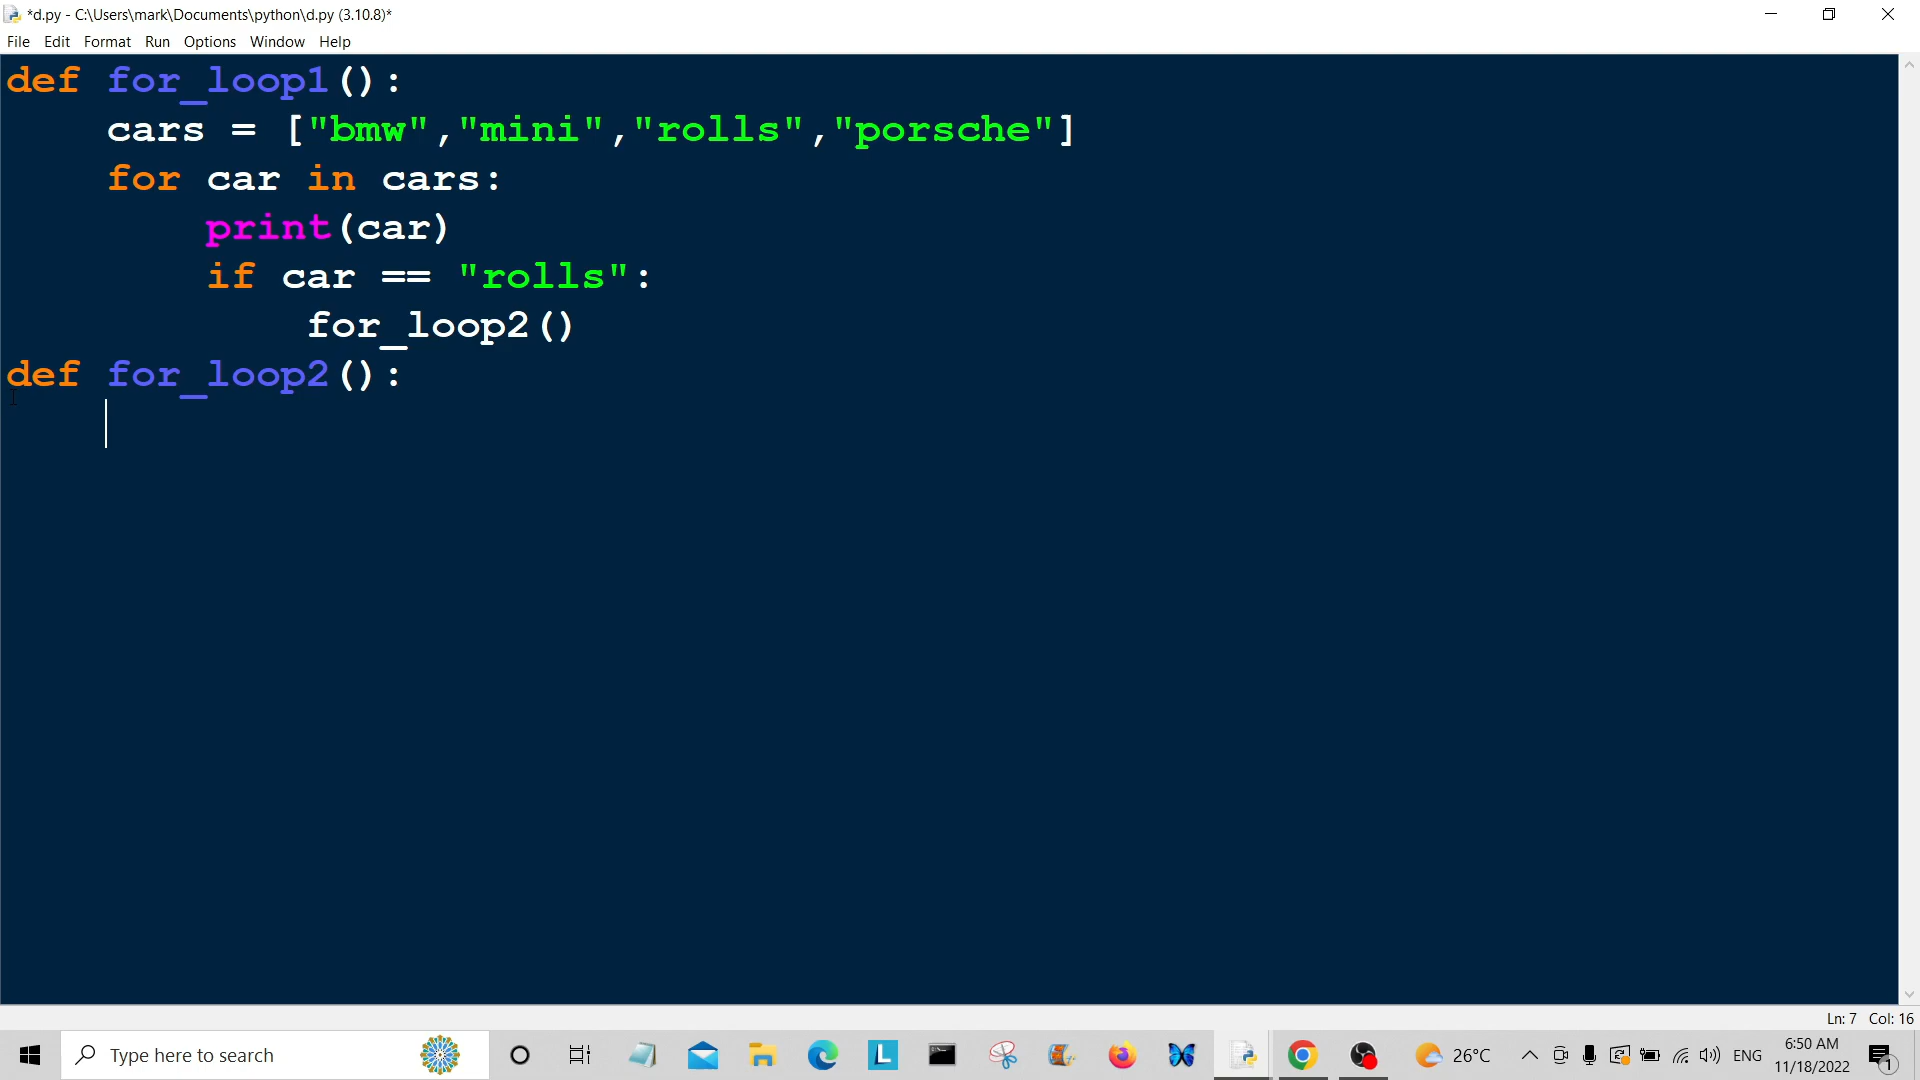 *d.py - C:\Users\mark\Documents\python\d.py (3.10.8)*
File Edit Format Run Options Window Help
def for_loop1():
    cars = ["bmw","mini","rolls","porsche"]
    for car in cars:
        print(car)
        if car == "rolls":
            for_loop2()
def for_loop2():
Ln: 7 Col: 16
Type here to search
L
26°C
ENG
6:50 AM
11/18/2022
1